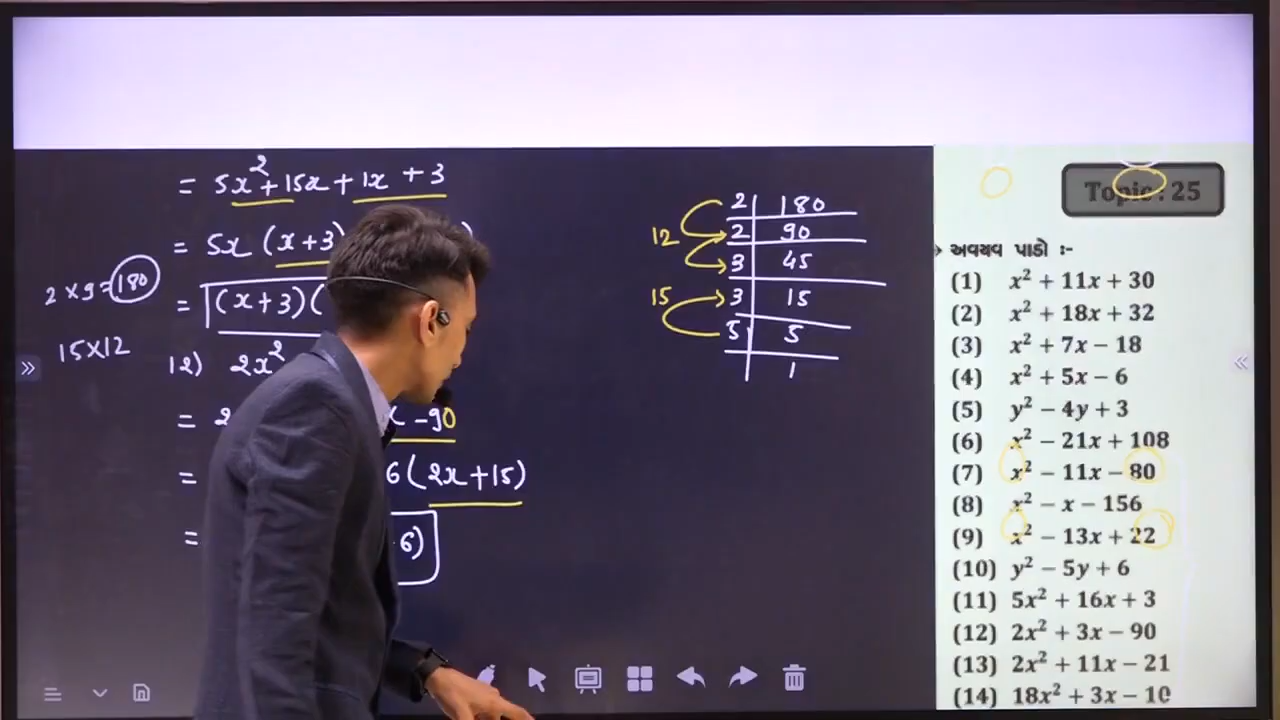 = 5x² + 15x + 1x + 3
= 5x (x+3)
2 × 9 = 180
= (x+3)(
15×12
12) 2x²
= 2 x - 90
= 6 (2x+15)
= 6)
2 | 180
12 2 | 90
3 | 45
15 3 | 15
5 | 5
1
Topic : 25
અવયવ પાડો :-
(1) x² + 11x + 30
(2) x² + 18x + 32
(3) x² + 7x − 18
(4) x² + 5x − 6
(5) y² − 4y + 3
(6) x² − 21x + 108
(7) x² − 11x − 80
(8) x² − x − 156
(9) x² − 13x + 22
(10) y² − 5y + 6
(11) 5x² + 16x + 3
(12) 2x² + 3x − 90
(13) 2x² + 11x − 21
(14) 18x² + 3x − 10